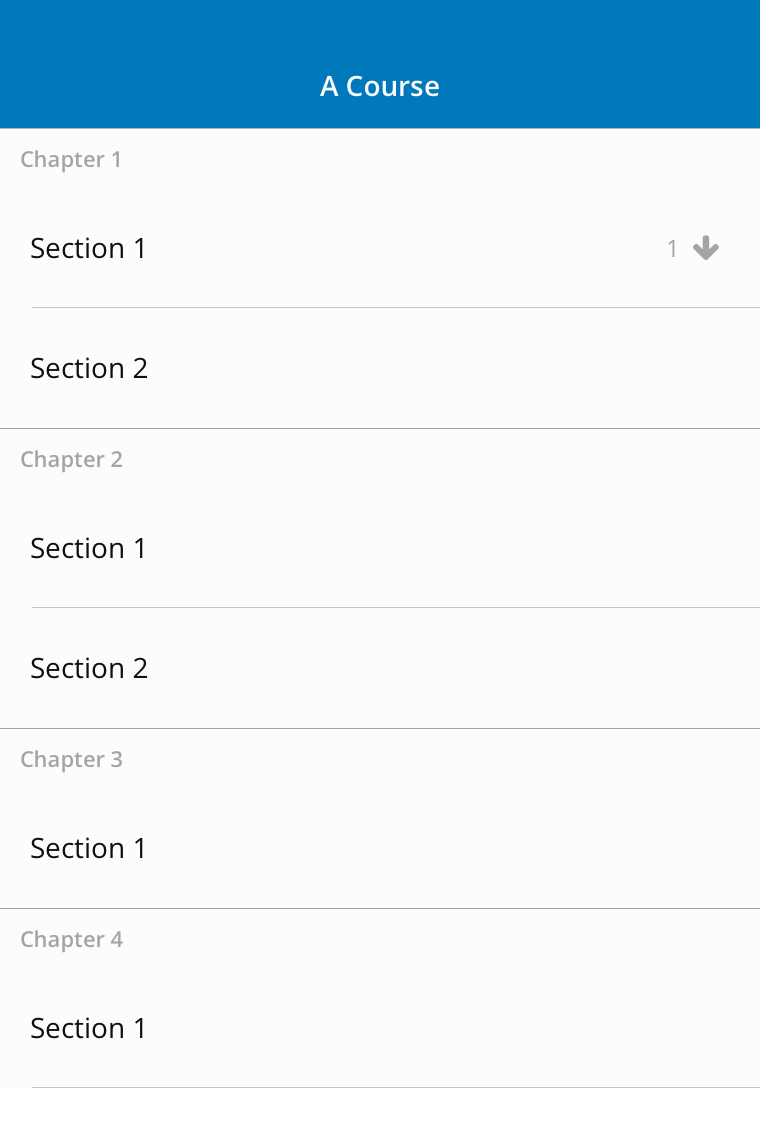 A Course
Chapter 1
Section 1 1
Section 2
Chapter 2
Section 1
Section 2
Chapter 3
Section 1
Chapter 4
Section 1